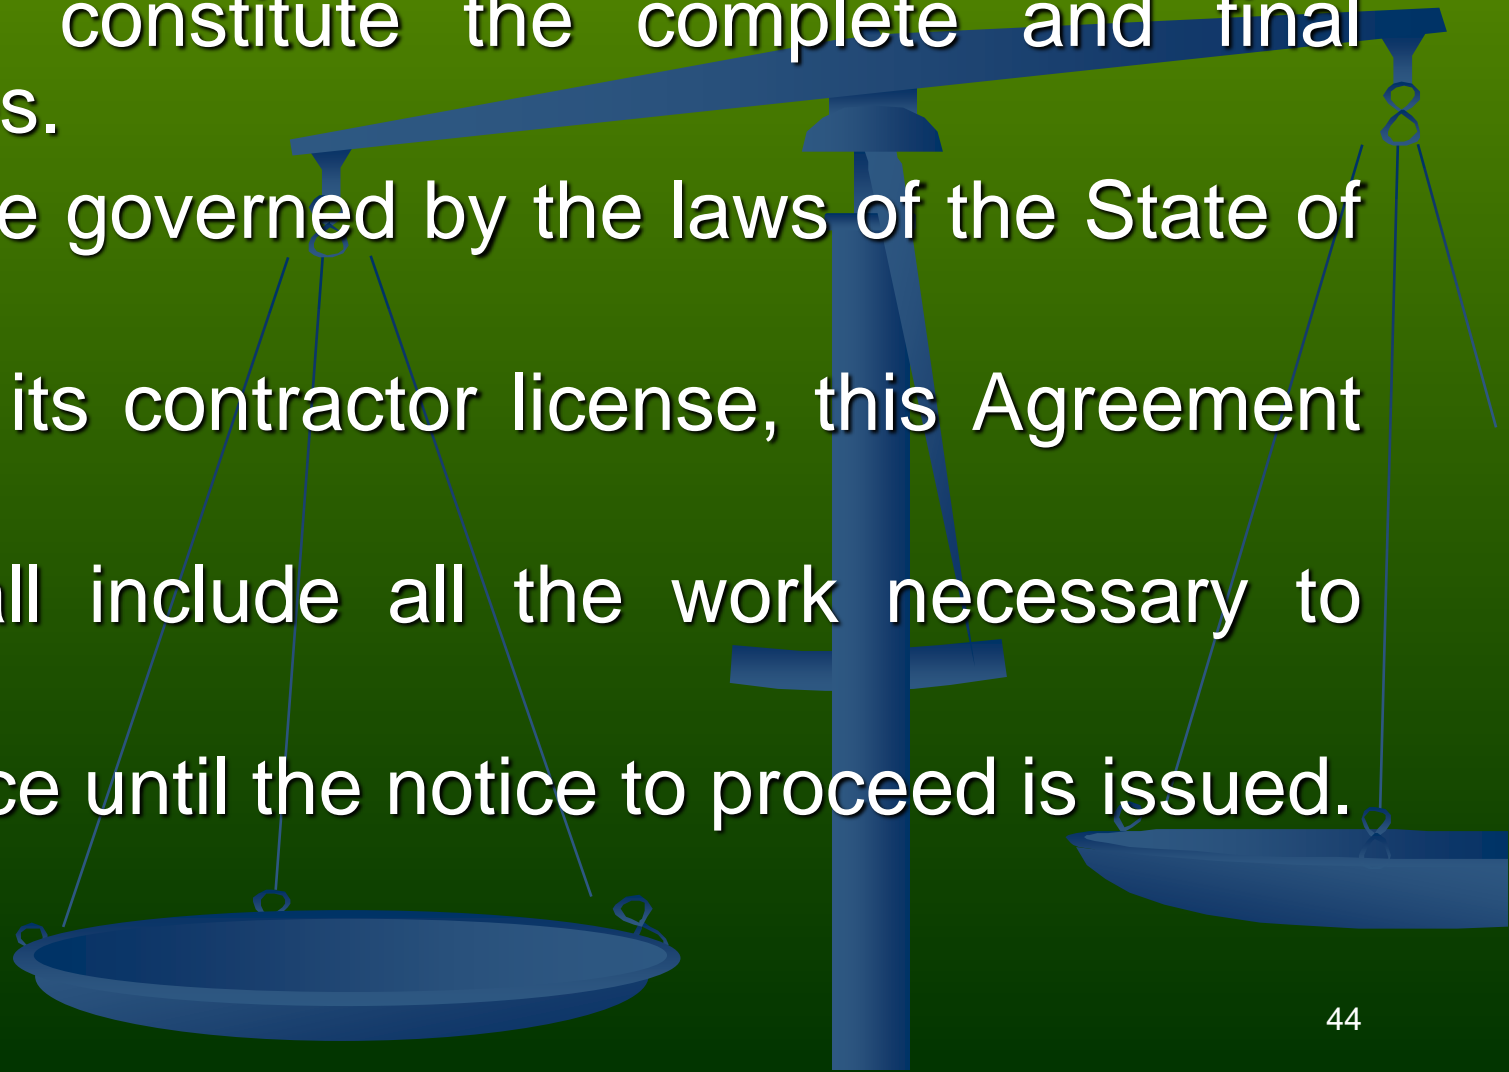 constitute the complete and final
s.
e governed by the laws of the State of
its contractor license, this Agreement
all include all the work necessary to
ce until the notice to proceed is issued.
44